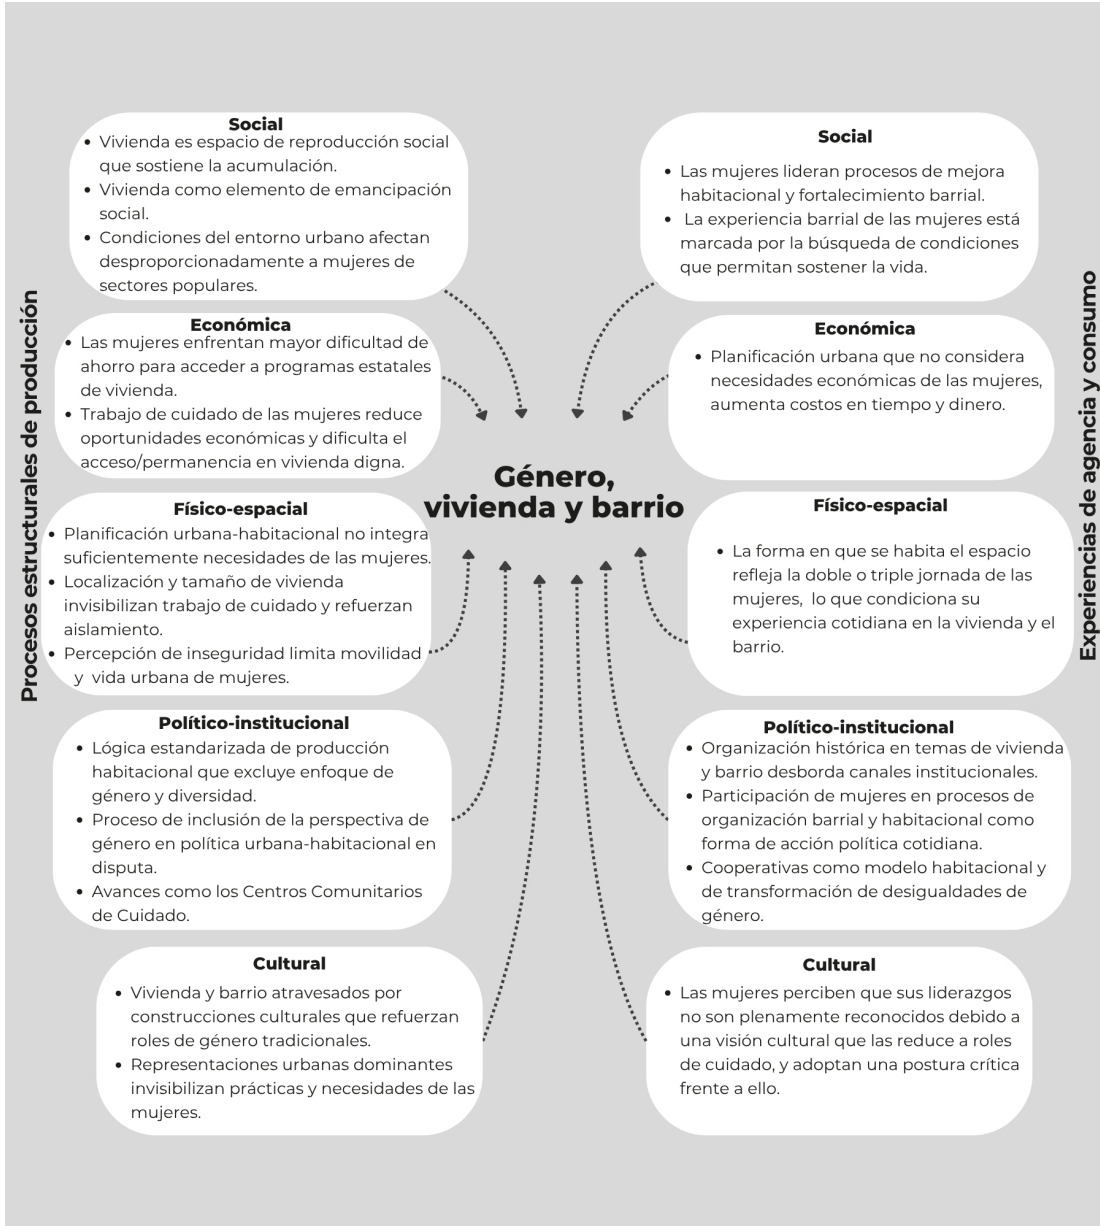 Procesos estructurales de producción
Social
• Vivienda es espacio de reproducción social
que sostiene la acumulación.
• Vivienda como elemento de emancipación
social.
• Condiciones del entorno urbano afectan
desproporcionadamente a mujeres de
sectores populares.
Económica
• Las mujeres enfrentan mayor dificultad de
ahorro para acceder a programas estatales
de vivienda.
• Trabajo de cuidado de las mujeres reduce
oportunidades económicas y dificulta el
acceso/permanencia en vivienda digna.
Físico-espacial
• Planificación urbana-habitacional no integra
suficientemente necesidades de las mujeres.
• Localización y tamaño de vivienda
invisibilizan trabajo de cuidado y refuerzan
aislamiento.
• Percepción de inseguridad limita movilidad
y vida urbana de mujeres.
Político-institucional
• Lógica estandarizada de producción
habitacional que excluye enfoque de
género y diversidad.
• Proceso de inclusión de la perspectiva de
género en política urbana-habitacional en
disputa.
• Avances como los Centros Comunitarios
de Cuidado.
Cultural
• Vivienda y barrio atravesados por
construcciones culturales que refuerzan
roles de género tradicionales.
• Representaciones urbanas dominantes
invisibilizan prácticas y necesidades de las
mujeres.
Género,
vivienda y barrio
Social
• Las mujeres lideran procesos de mejora
habitacional y fortalecimiento barrial.
• La experiencia barrial de las mujeres está
marcada por la búsqueda de condiciones
que permitan sostener la vida.
Económica
• Planificación urbana que no considera
necesidades económicas de las mujeres,
aumenta costos en tiempo y dinero.
Físico-espacial
• La forma en que se habita el espacio
refleja la doble o triple jornada de las
mujeres, lo que condiciona su
experiencia cotidiana en la vivienda y el
barrio.
Político-institucional
• Organización histórica en temas de vivienda
y barrio desborda canales institucionales.
• Participación de mujeres en procesos de
organización barrial y habitacional como
forma de acción política cotidiana.
• Cooperativas como modelo habitacional y
de transformación de desigualdades de
género.
Cultural
• Las mujeres perciben que sus liderazgos
no son plenamente reconocidos debido a
una visión cultural que las reduce a roles
de cuidado, y adoptan una postura crítica
frente a ello.
Experiencias de agencia y consumo